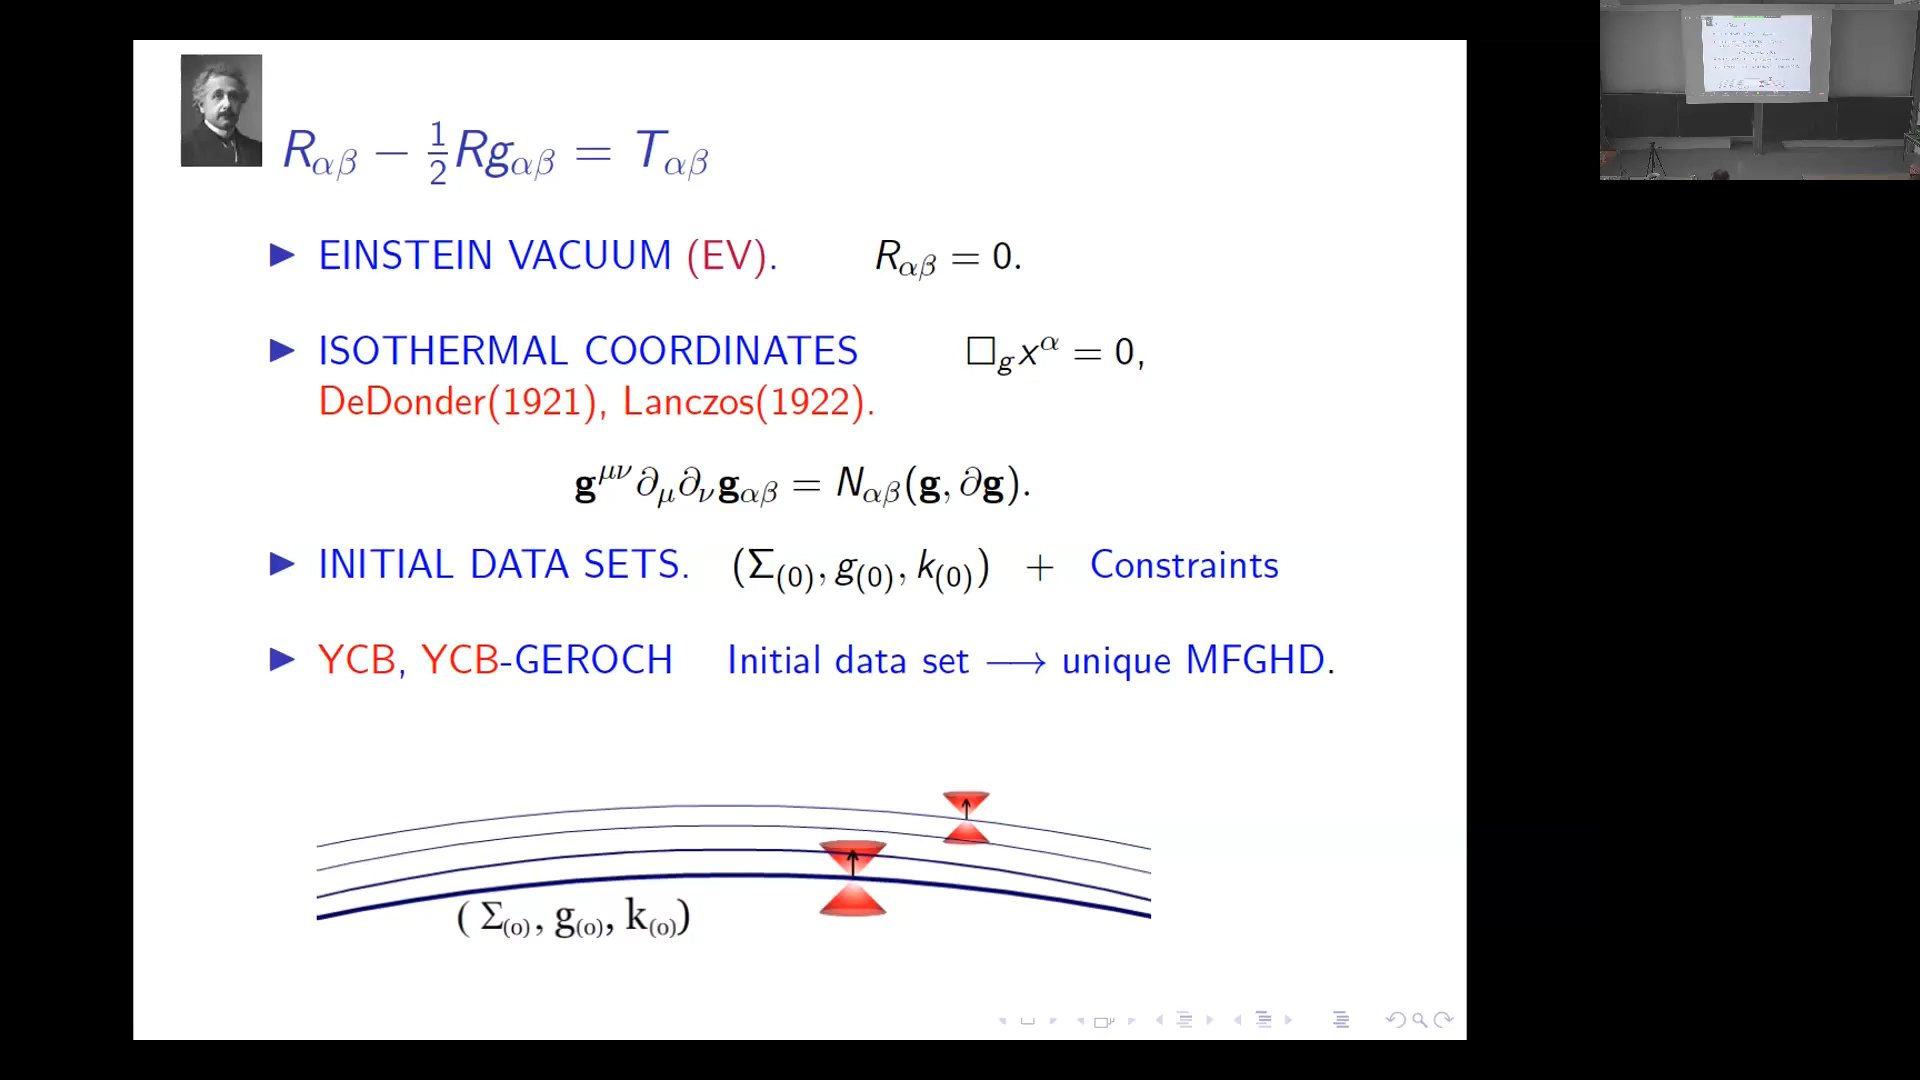 R_{αβ} − ½Rg_{αβ} = T_{αβ}
▶ EINSTEIN VACUUM (EV). R_{αβ} = 0.
▶ ISOTHERMAL COORDINATES □_g x^α = 0,
DeDonder(1921), Lanczos(1922).
g^{μν}∂_μ∂_νg_{αβ} = N_{αβ}(g, ∂g).
▶ INITIAL DATA SETS. (Σ_{(0)}, g_{(0)}, k_{(0)}) + Constraints
▶ YCB, YCB-GEROCH Initial data set ⟶ unique MFGHD.
( Σ_{(o)}, g_{(o)}, k_{(o)})